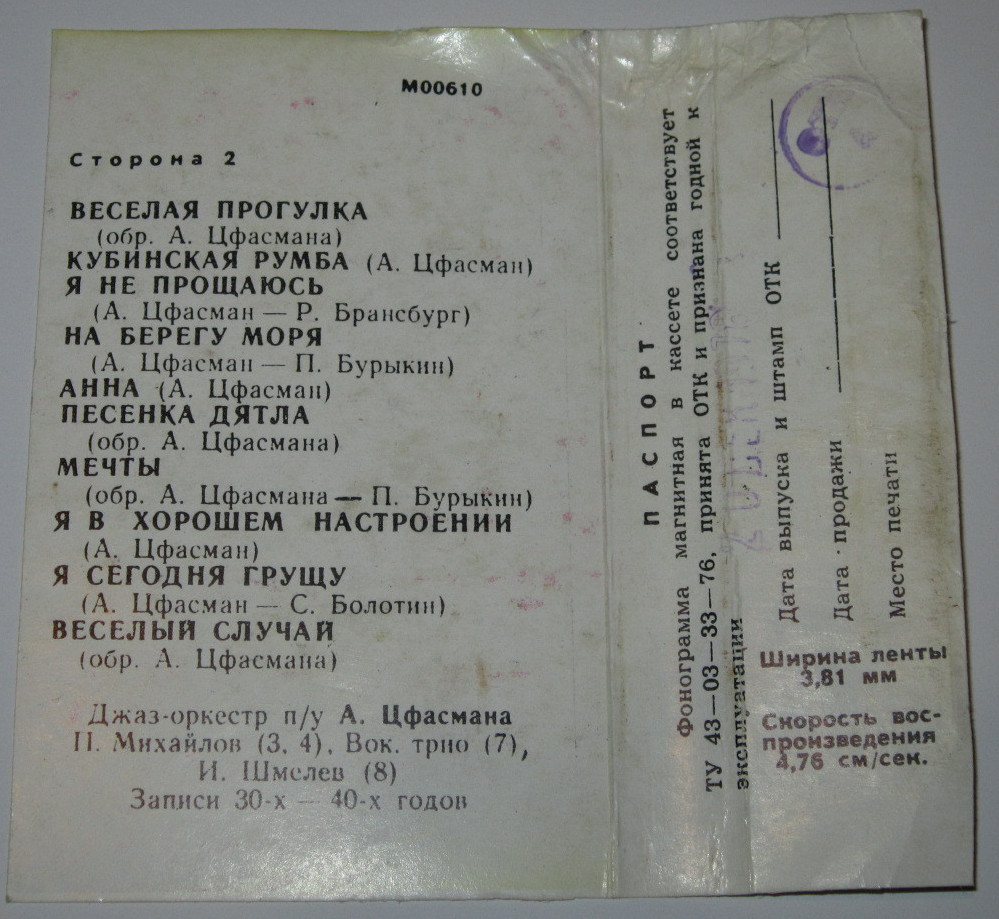 М00610
Сторона 2
ВЕСЕЛАЯ ПРОГУЛКА
(обр. А. Цфасмана)
КУБИНСКАЯ РУМБА (А. Цфасман)
Я НЕ ПРОЩАЮСЬ
(А. Цфасман — Р. Брансбург)
НА БЕРЕГУ МОРЯ
(А. Цфасман — П. Бурыкин)
АННА (А. Цфасман)
ПЕСЕНКА ДЯТЛА
(обр. А. Цфасмана)
МЕЧТЫ
(обр. А. Цфасмана — П. Бурыкин)
Я В ХОРОШЕМ НАСТРОЕНИИ
(А. Цфасман)
Я СЕГОДНЯ ГРУЩУ
(А. Цфасман — С. Болотин)
ВЕСЕЛЫЙ СЛУЧАЙ
(обр. А. Цфасмана)
Джаз-оркестр п/у А. Цфасмана
П. Михайлов (3, 4), Вок. трио (7),
И. Шмелев (8)
Записи 30-х — 40-х годов
ПАСПОРТ
Фонограмма магнитная в кассете соответствует
ТУ 43—03—33—76, принята ОТК и признана годной к
эксплуатации
Дата выпуска и штамп ОТК
Дата продажи
Место печати
Ширина ленты
3,81 мм
Скорость вос-
произведения
4,76 см/сек.